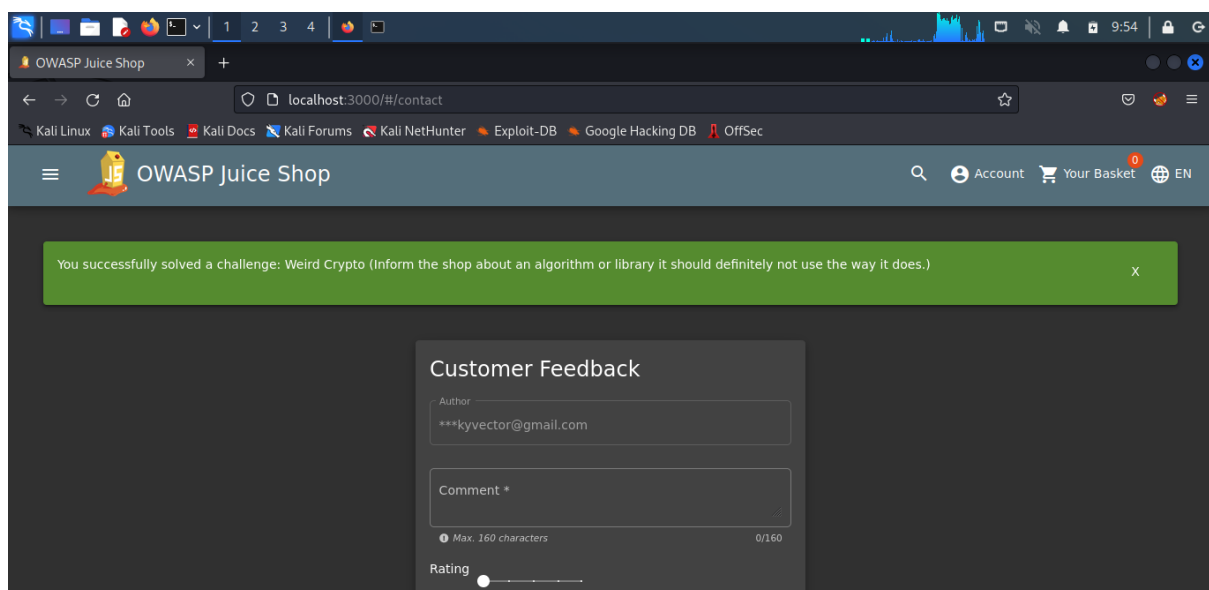 1 2 3 4 9:54
OWASP Juice Shop × +
localhost:3000/#/contact
Kali Linux Kali Tools Kali Docs Kali Forums Kali NetHunter Exploit-DB Google Hacking DB OffSec
OWASP Juice Shop Account 0 Your Basket EN
You successfully solved a challenge: Weird Crypto (Inform the shop about an algorithm or library it should definitely not use the way it does.) X
Customer Feedback
Author
***kyvector@gmail.com
Comment *
Max. 160 characters 0/160
Rating